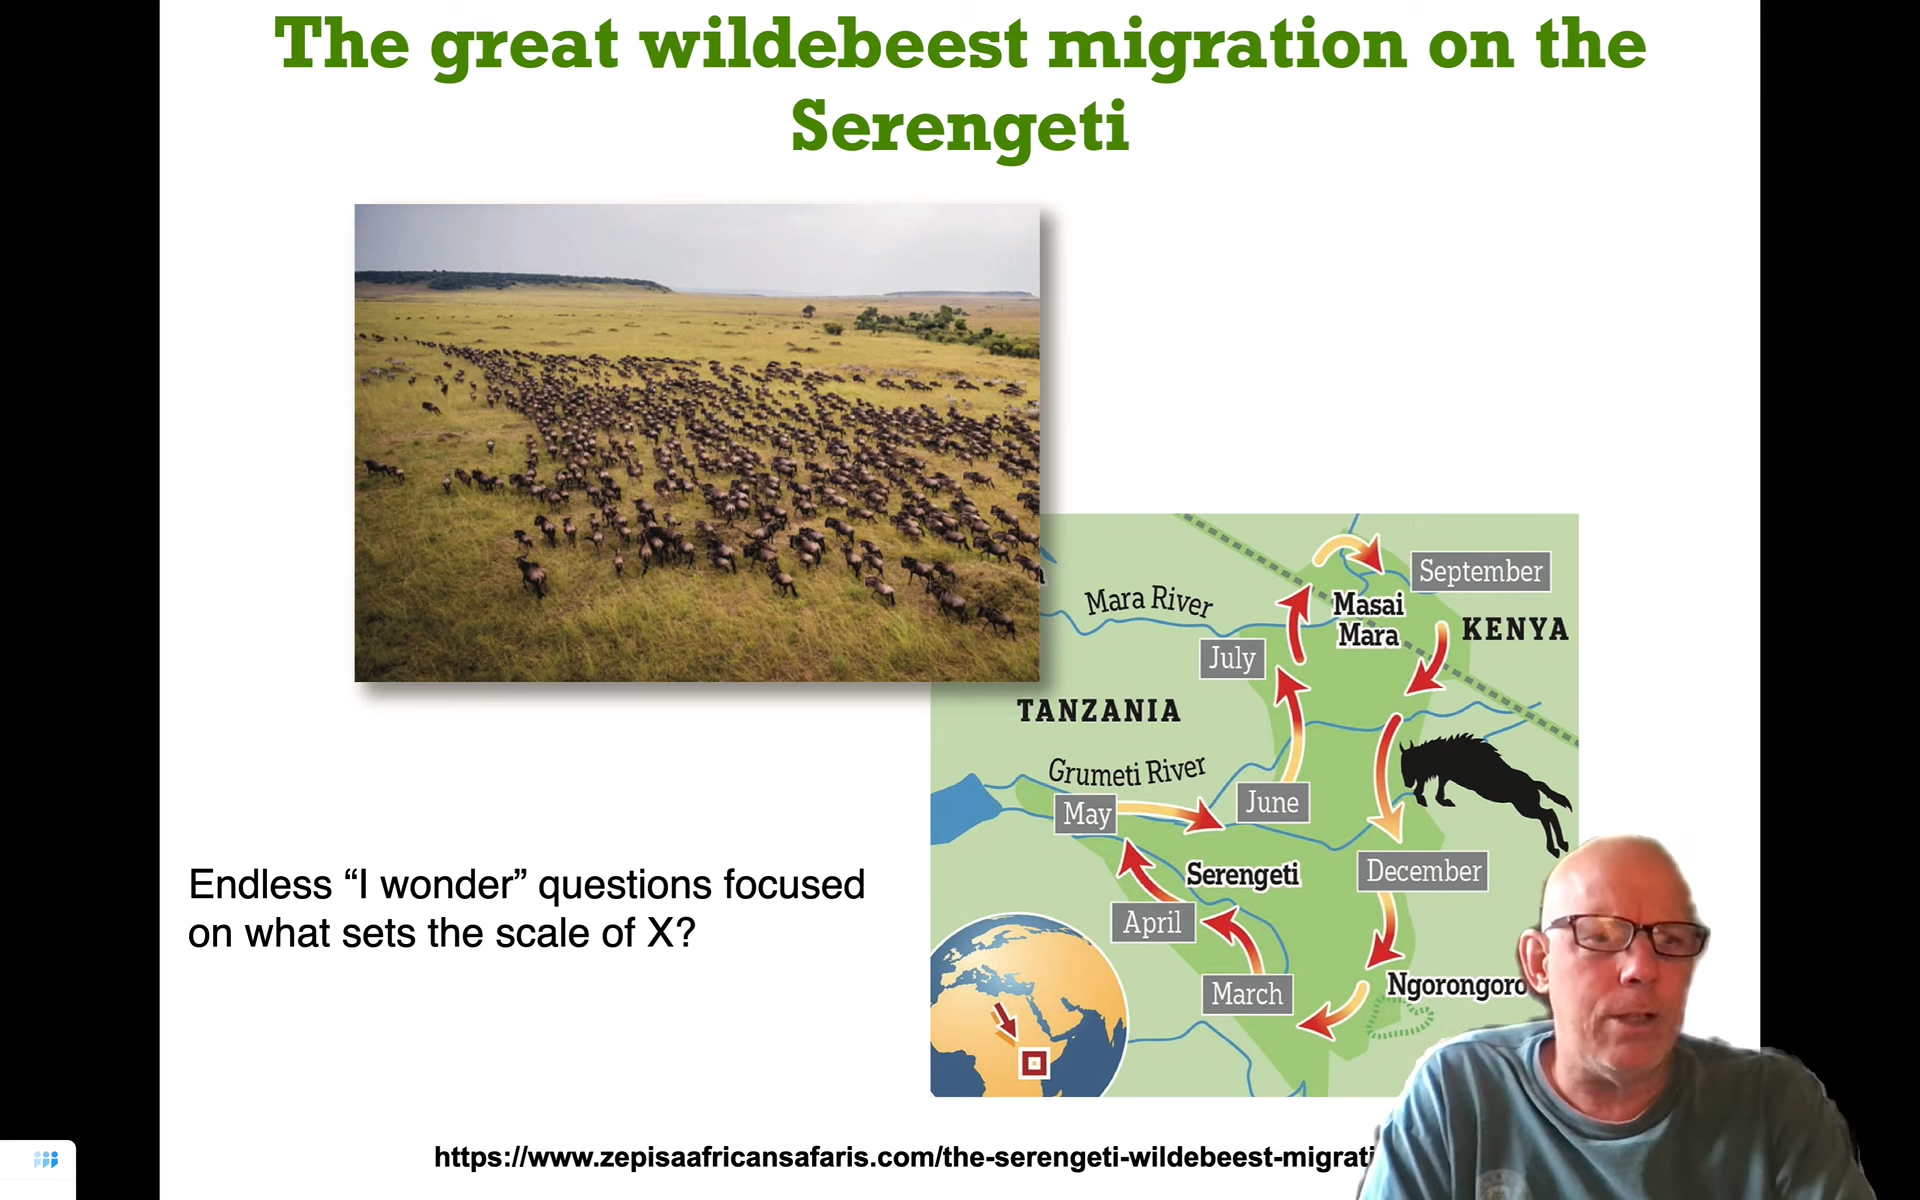 The great wildebeest migration on the
Serengeti
September
Mara River
Masai
Mara
KENYA
July
TANZANIA
Grumeti River
May
June
Serengeti
December
April
March
Ngorongoro
Endless “I wonder” questions focused
on what sets the scale of X?
https://www.zepisaafricansafaris.com/the-serengeti-wildebeest-migrati